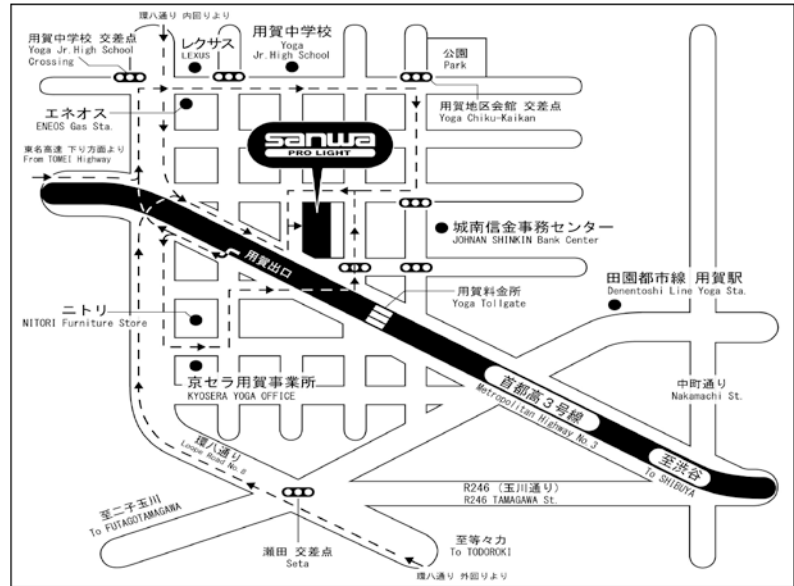 環八通り 内回りより
用賀中学校 交差点
Yoga Jr.High School
Crossing
レクサス
LEXUS
用賀中学校
Yoga
Jr.High School
公園
Park
エネオス
ENEOS Gas Sta.
用賀地区会館 交差点
Yoga Chiku-Kaikan
sanwa
PRO LIGHT
東名高速 下り方面より
From TOMEI Highway
城南信金事務センター
JOHNAN SHINKIN Bank Center
用賀出口
田園都市線 用賀駅
Denentoshi Line Yoga Sta.
用賀料金所
Yoga Tollgate
ニトリ
NITORI Furniture Store
京セラ用賀事業所
KYOSERA YOGA OFFICE
首都高3号線
Metropolitan Highway No 3
中町通り
Nakamachi St.
環八通り
Loope Road No.8
至渋谷
To SHIBUYA
R246 (玉川通り)
R246 TAMAGAWA St.
至二子玉川
To FUTAGOTAMAGAWA
瀬田 交差点
Seta
至等々力
To TODOROKI
環八通り 外回りより